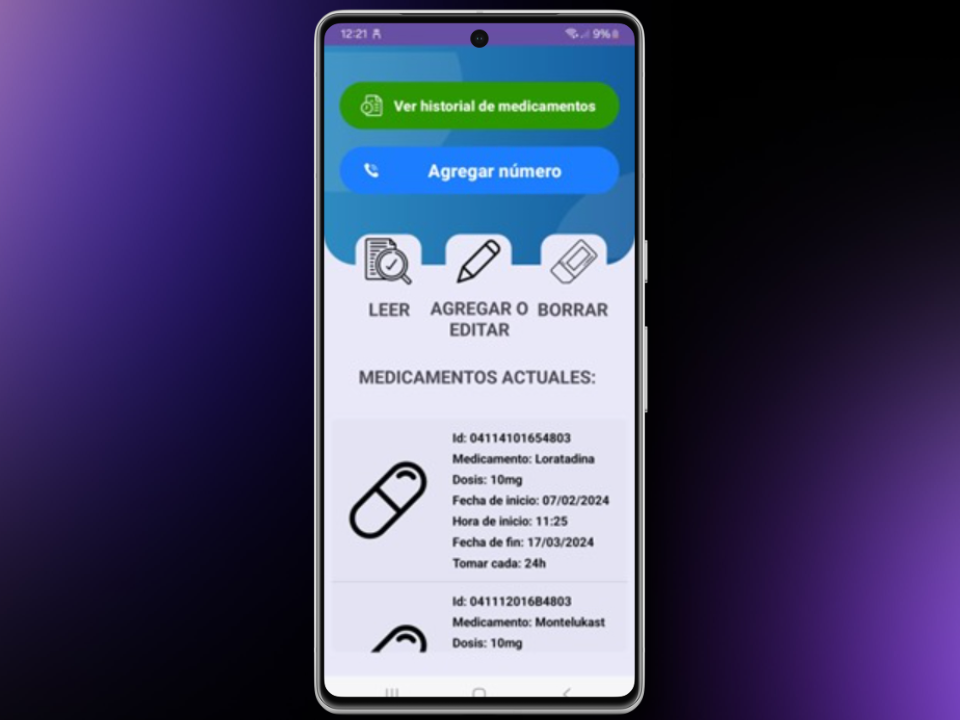 12:21 9%
Ver historial de medicamentos
Agregar número
LEER AGREGAR O BORRAR
EDITAR
MEDICAMENTOS ACTUALES:
Id: 04114101654803
Medicamento: Loratadina
Dosis: 10mg
Fecha de inicio: 07/02/2024
Hora de inicio: 11:25
Fecha de fin: 17/03/2024
Tomar cada: 24h
Id: 041112016B4803
Medicamento: Montelukast
Dosis: 10mg